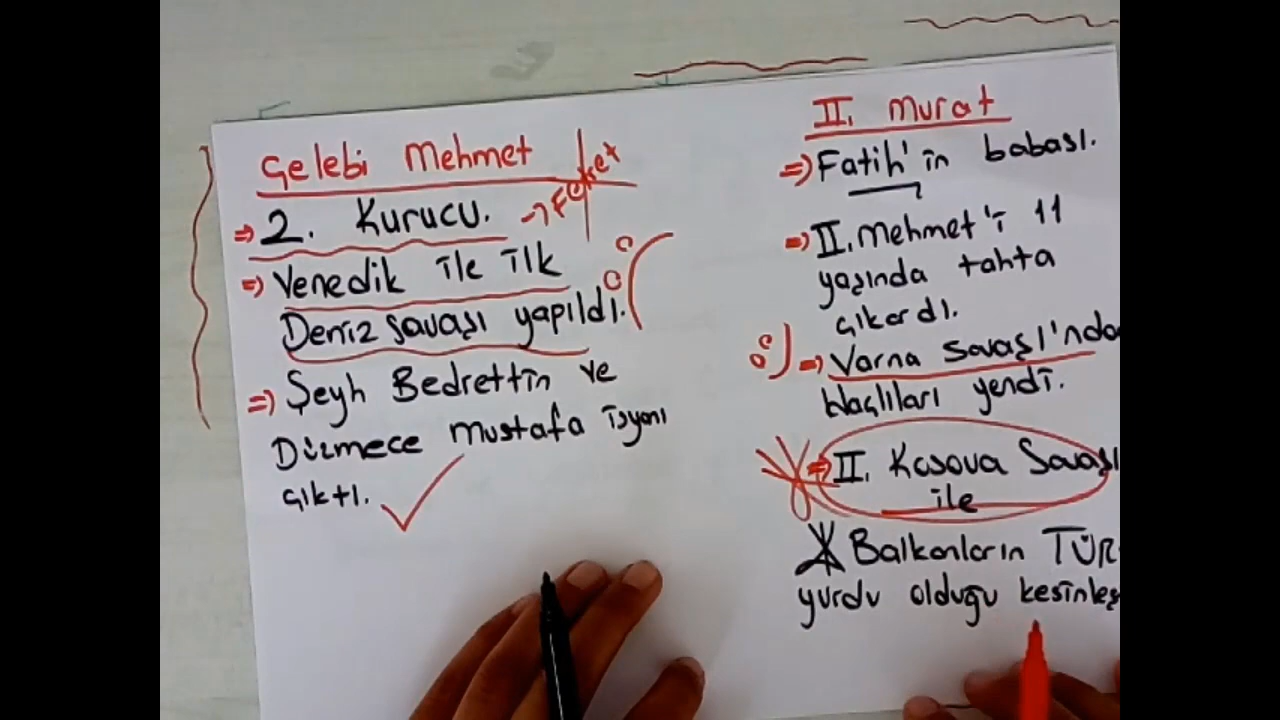 Çelebi Mehmet
⇒ 2. Kurucu. → Fetret
⇒ Venedik ile ilk
Deniz savaşı yapıldı.
⇒ Şeyh Bedrettin ve
Düzmece Mustafa isyanı
çıktı.
II. Murat
⇒ Fatih'in babası.
⇒ II. Mehmet'i 11
yaşında tahta
çıkardı.
⇒ Varna Savaşı'nda
Haçlıları yendi.
⇒ II. Kosova Savaşı
ile
Balkanların TÜR
yurdu olduğu kesinleş